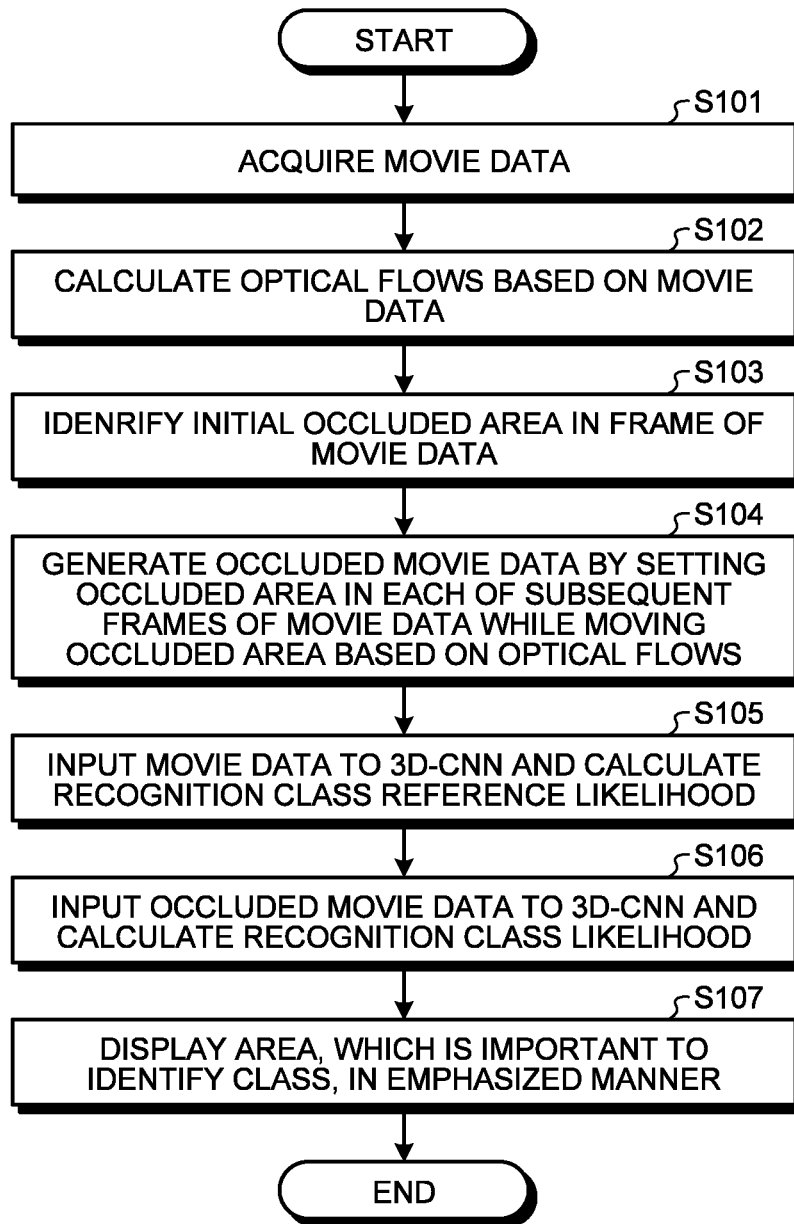 START
S101
ACQUIRE MOVIE DATA
S102
CALCULATE OPTICAL FLOWS BASED ON MOVIE
DATA
S103
IDENRIFY INITIAL OCCLUDED AREA IN FRAME OF
MOVIE DATA
S104
GENERATE OCCLUDED MOVIE DATA BY SETTING
OCCLUDED AREA IN EACH OF SUBSEQUENT
FRAMES OF MOVIE DATA WHILE MOVING
OCCLUDED AREA BASED ON OPTICAL FLOWS
S105
INPUT MOVIE DATA TO 3D-CNN AND CALCULATE
RECOGNITION CLASS REFERENCE LIKELIHOOD
S106
INPUT OCCLUDED MOVIE DATA TO 3D-CNN AND
CALCULATE RECOGNITION CLASS LIKELIHOOD
S107
DISPLAY AREA, WHICH IS IMPORTANT TO
IDENTIFY CLASS, IN EMPHASIZED MANNER
END